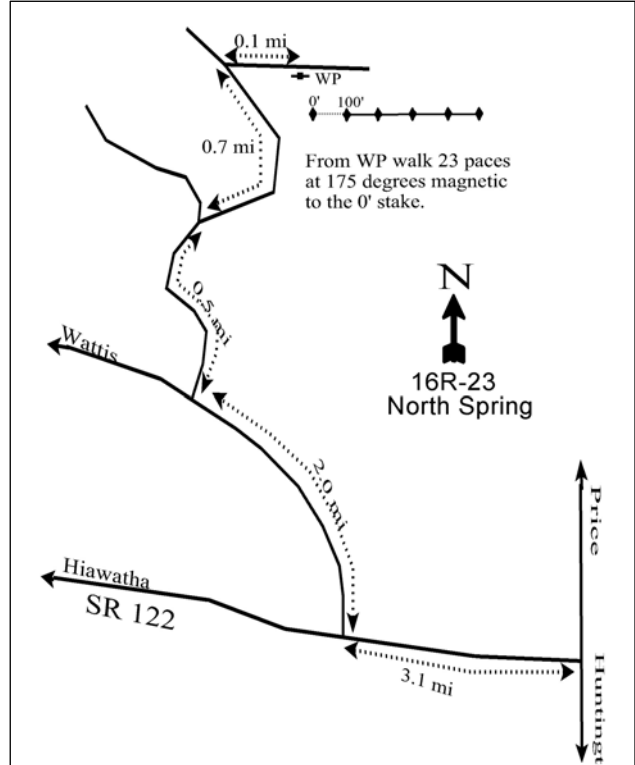 0.1 mi
WP
0' 100'
0.7 mi
From WP walk 23 paces
at 175 degrees magnetic
to the 0' stake.
0.5 mi
N
Wattis
16R-23
North Spring
2.0 mi
Price
Hiawatha
SR 122
3.1 mi
Huntingt